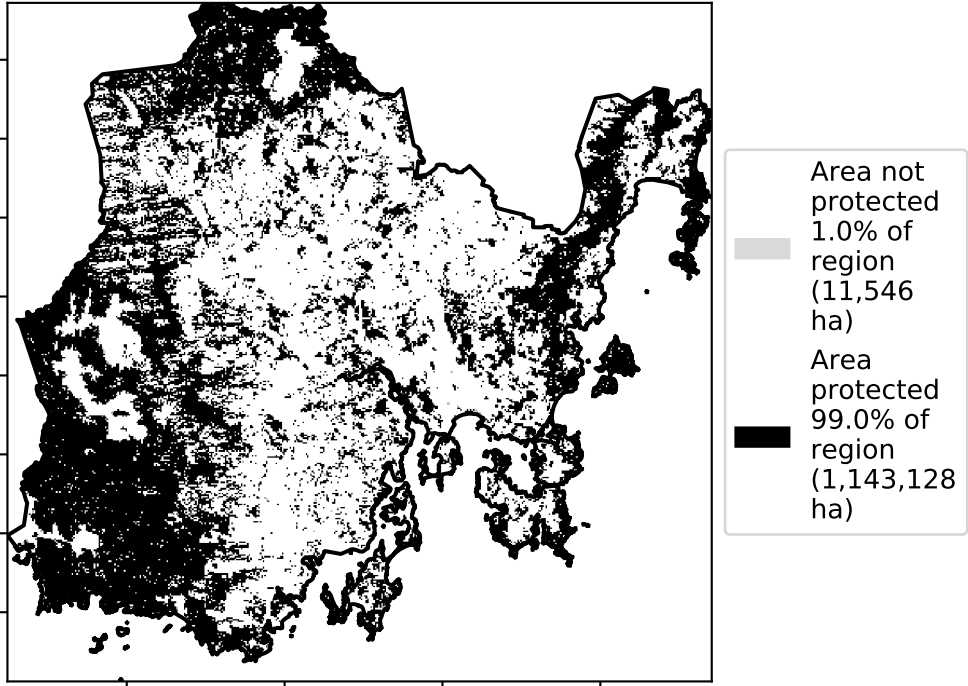 Area not
protected
1.0% of
region
(11,546
ha)
Area
protected
99.0% of
region
(1,143,128
ha)